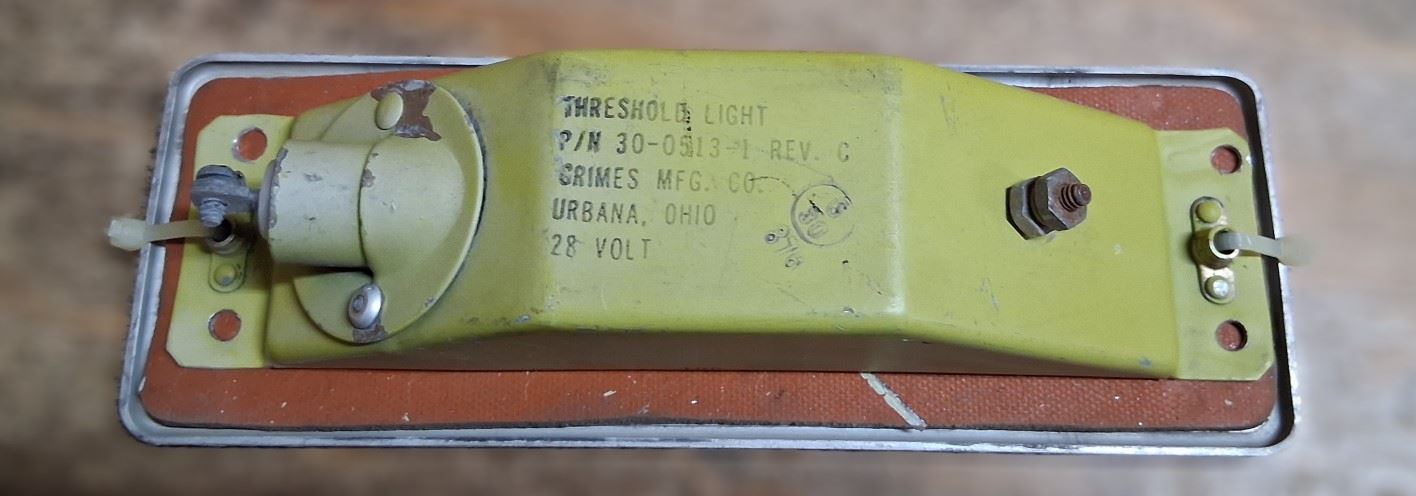 THRESHOLD LIGHT
P/N 30-0513-1 REV. C
GRIMES MFG. CO.
URBANA, OHIO
28 VOLT